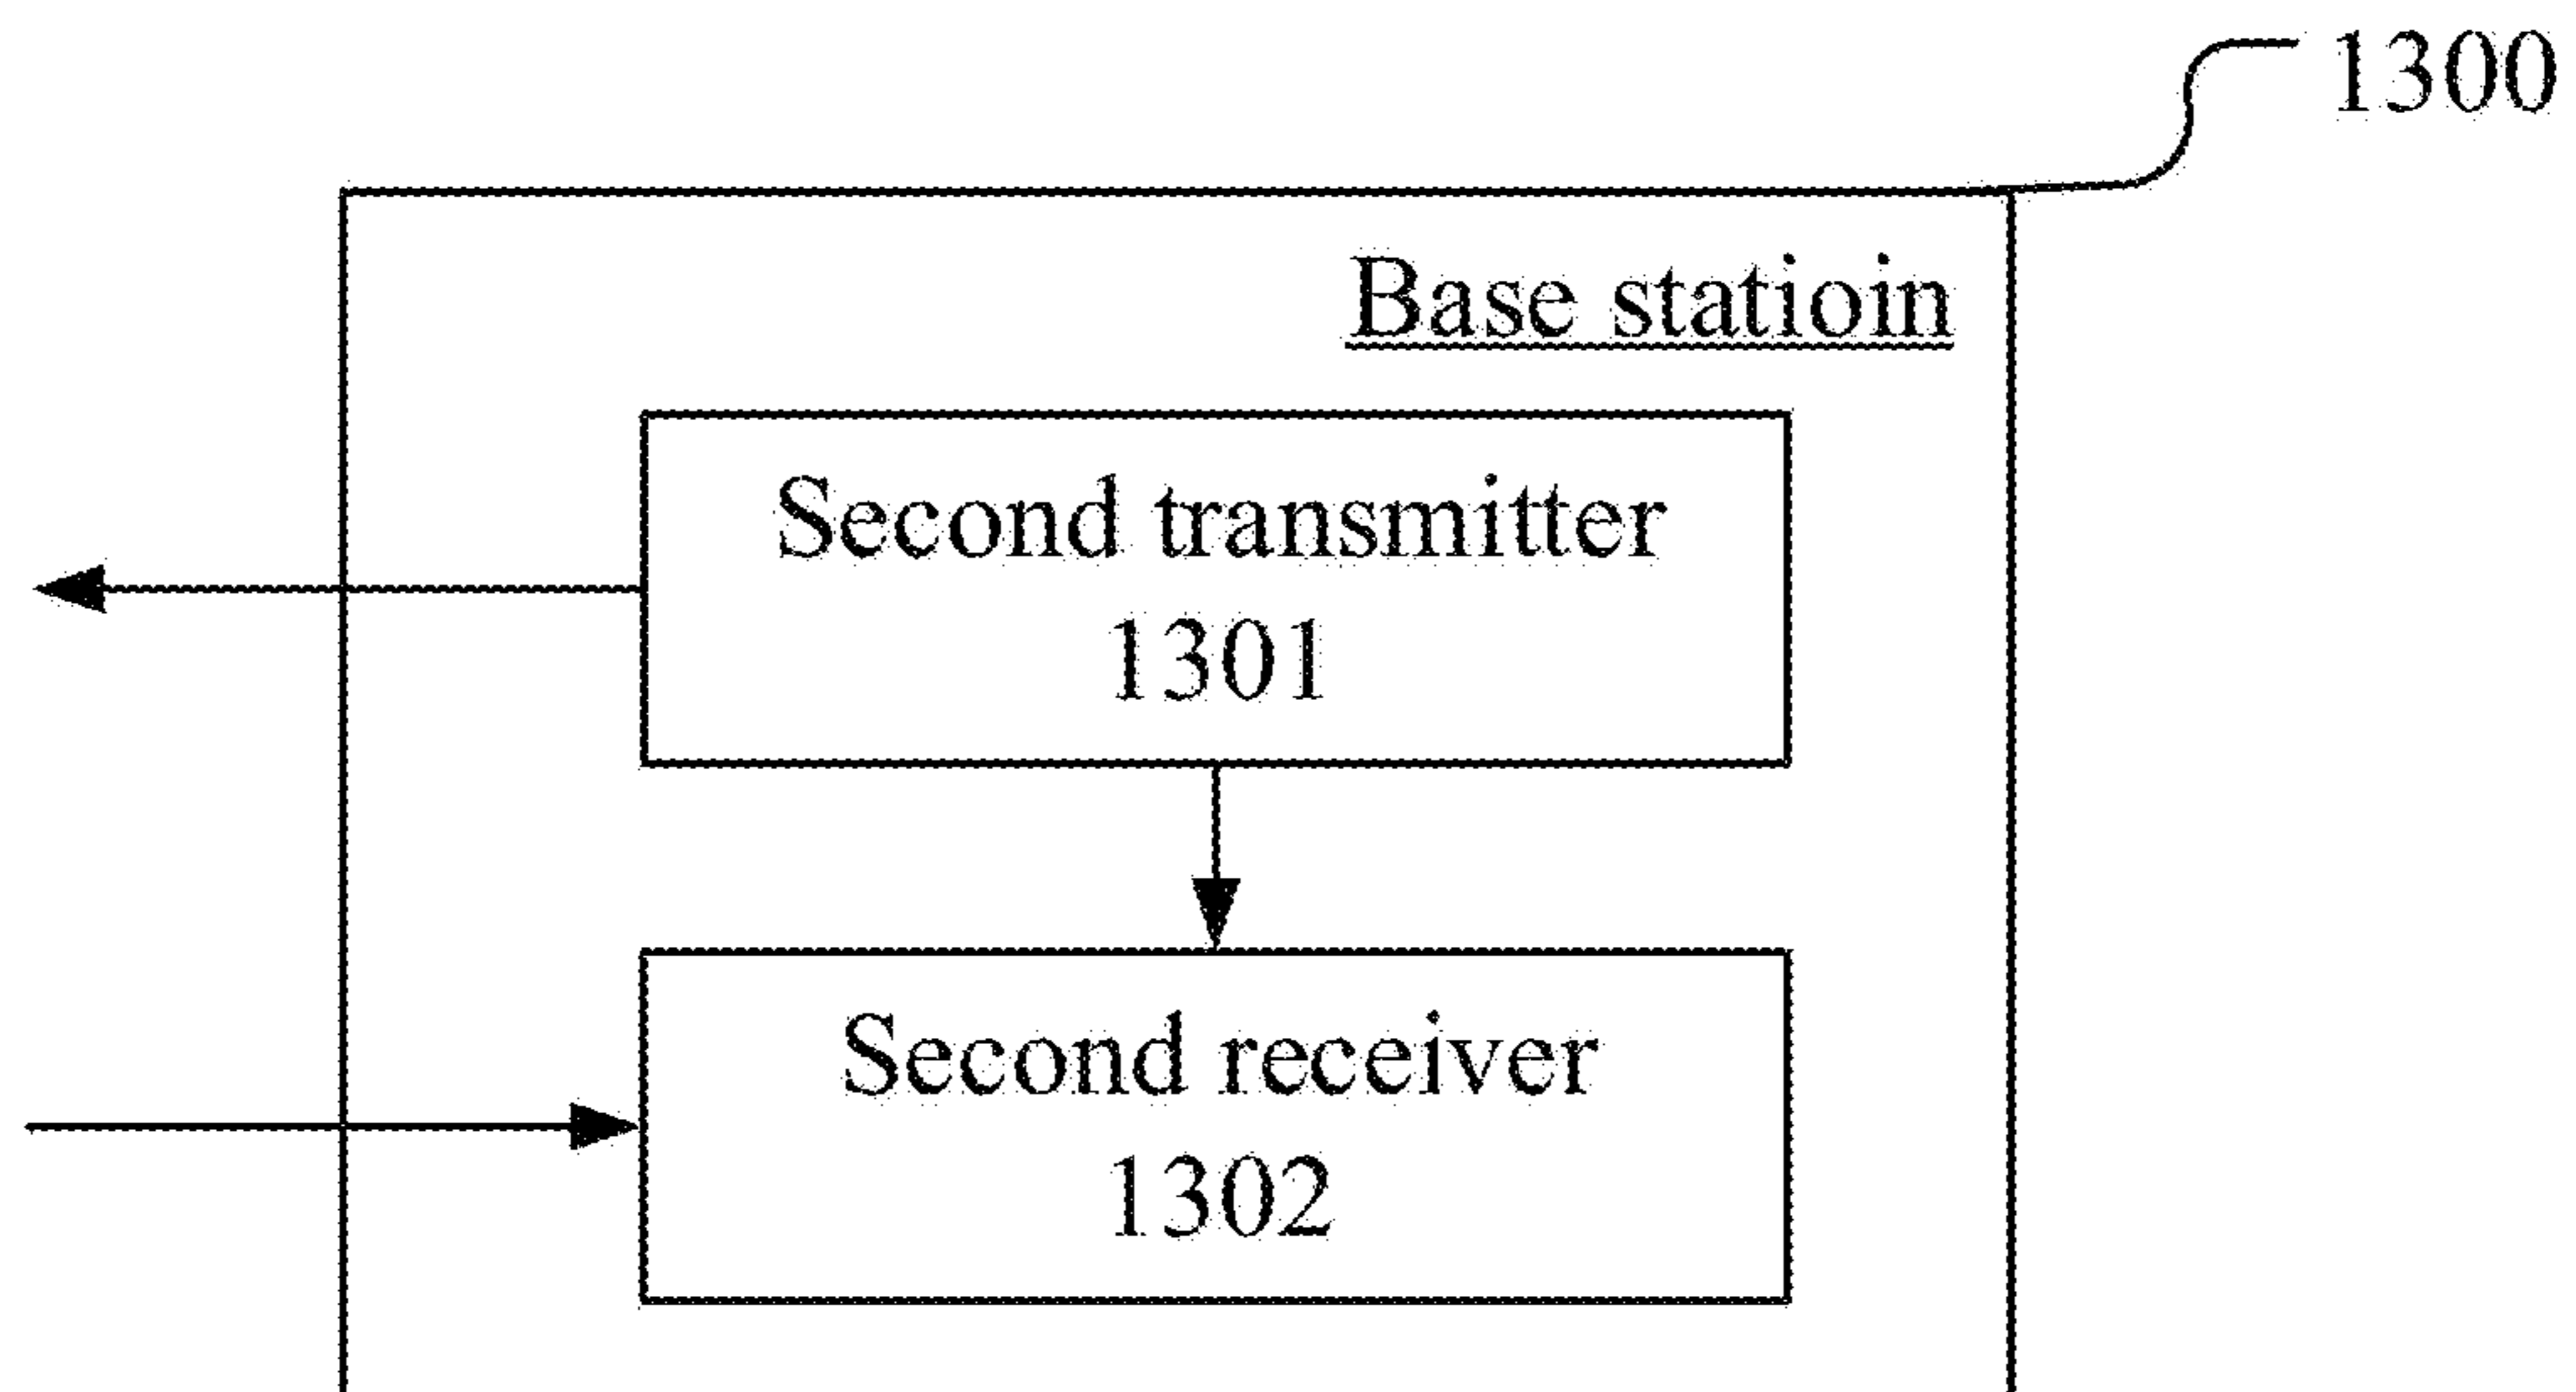 1300
Base statioin
Second transmitter
1301
Second receiver
1302